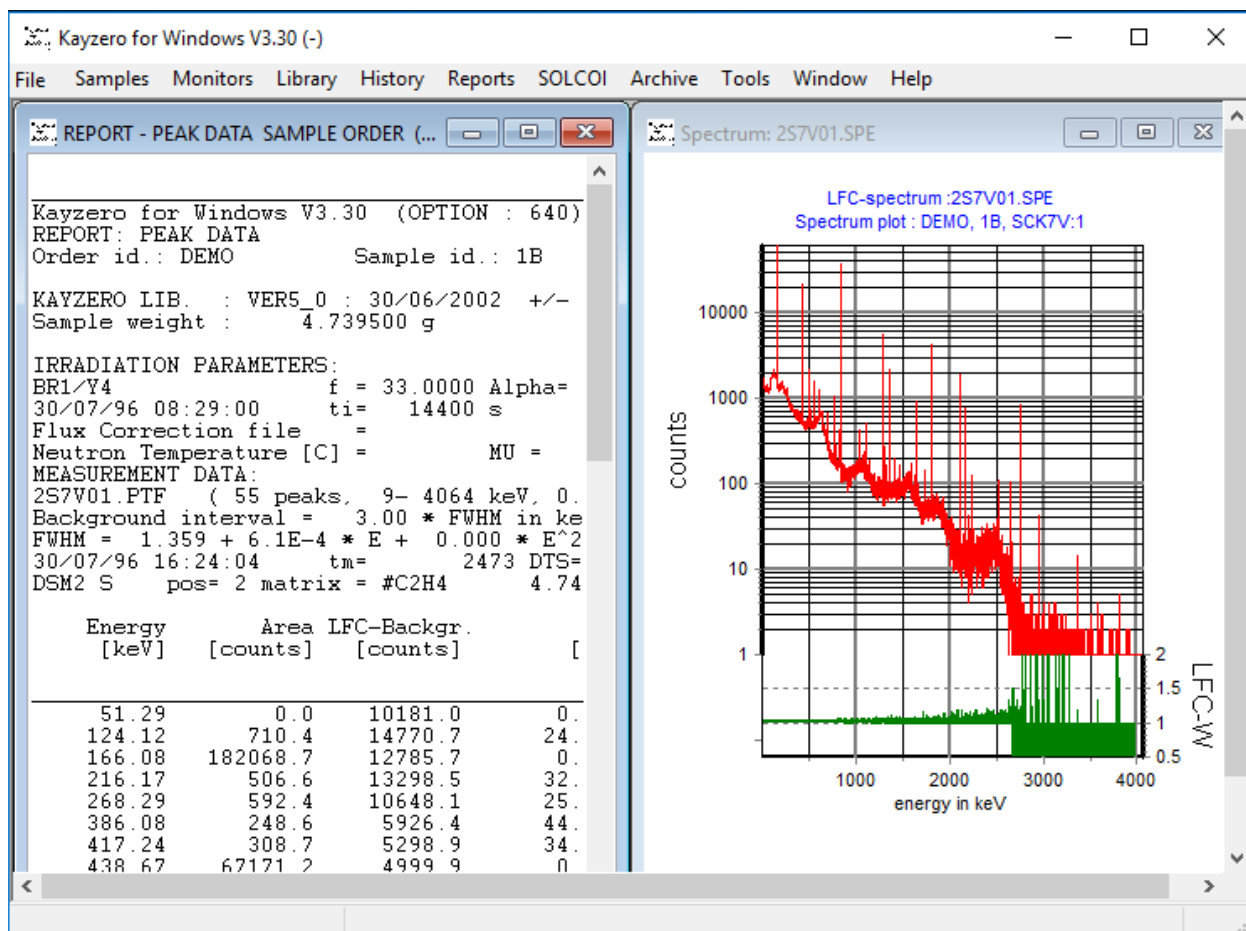 Kayzero for Windows V3.30 (-)
File Samples Monitors Library History Reports SOLCOI Archive Tools Window Help
REPORT - PEAK DATA SAMPLE ORDER (...
Kayzero for Windows V3.30 (OPTION : 640)
REPORT: PEAK DATA
Order id.: DEMO Sample id.: 1B
KAYZERO LIB. : VER5_0 : 30/06/2002 +/-
Sample weight : 4.739500 g
IRRADIATION PARAMETERS:
BR1/Y4 f = 33.0000 Alpha=
30/07/96 08:29:00 ti= 14400 s
Flux Correction file =
Neutron Temperature [C] = MU =
MEASUREMENT DATA:
2S7V01.PTF ( 55 peaks, 9- 4064 keV, 0.
Background interval = 3.00 * FWHM in ke
FWHM = 1.359 + 6.1E-4 * E + 0.000 * E^2
30/07/96 16:24:04 tm= 2473 DTS=
DSM2 S pos= 2 matrix = #C2H4 4.74
Energy Area LFC-Backgr.
[keV] [counts] [counts] [
51.29 0.0 10181.0 0.
124.12 710.4 14770.7 24.
166.08 182068.7 12785.7 0.
216.17 506.6 13298.5 32.
268.29 592.4 10648.1 25.
386.08 248.6 5926.4 44.
417.24 308.7 5298.9 34.
438.67 67171.2 4999.9 0.
Spectrum: 2S7V01.SPE
LFC-spectrum :2S7V01.SPE
Spectrum plot : DEMO, 1B, SCK7V:1
10000
1000
100
10
1
counts
2
1.5
1
0.5
LFC-W
1000 2000 3000 4000
energy in keV